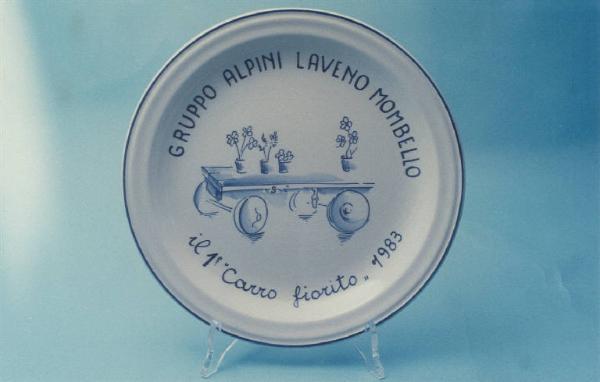 GRUPPO ALPINI LAVENO MOMBELLO
il 1° "Carro fiorito„ 1983